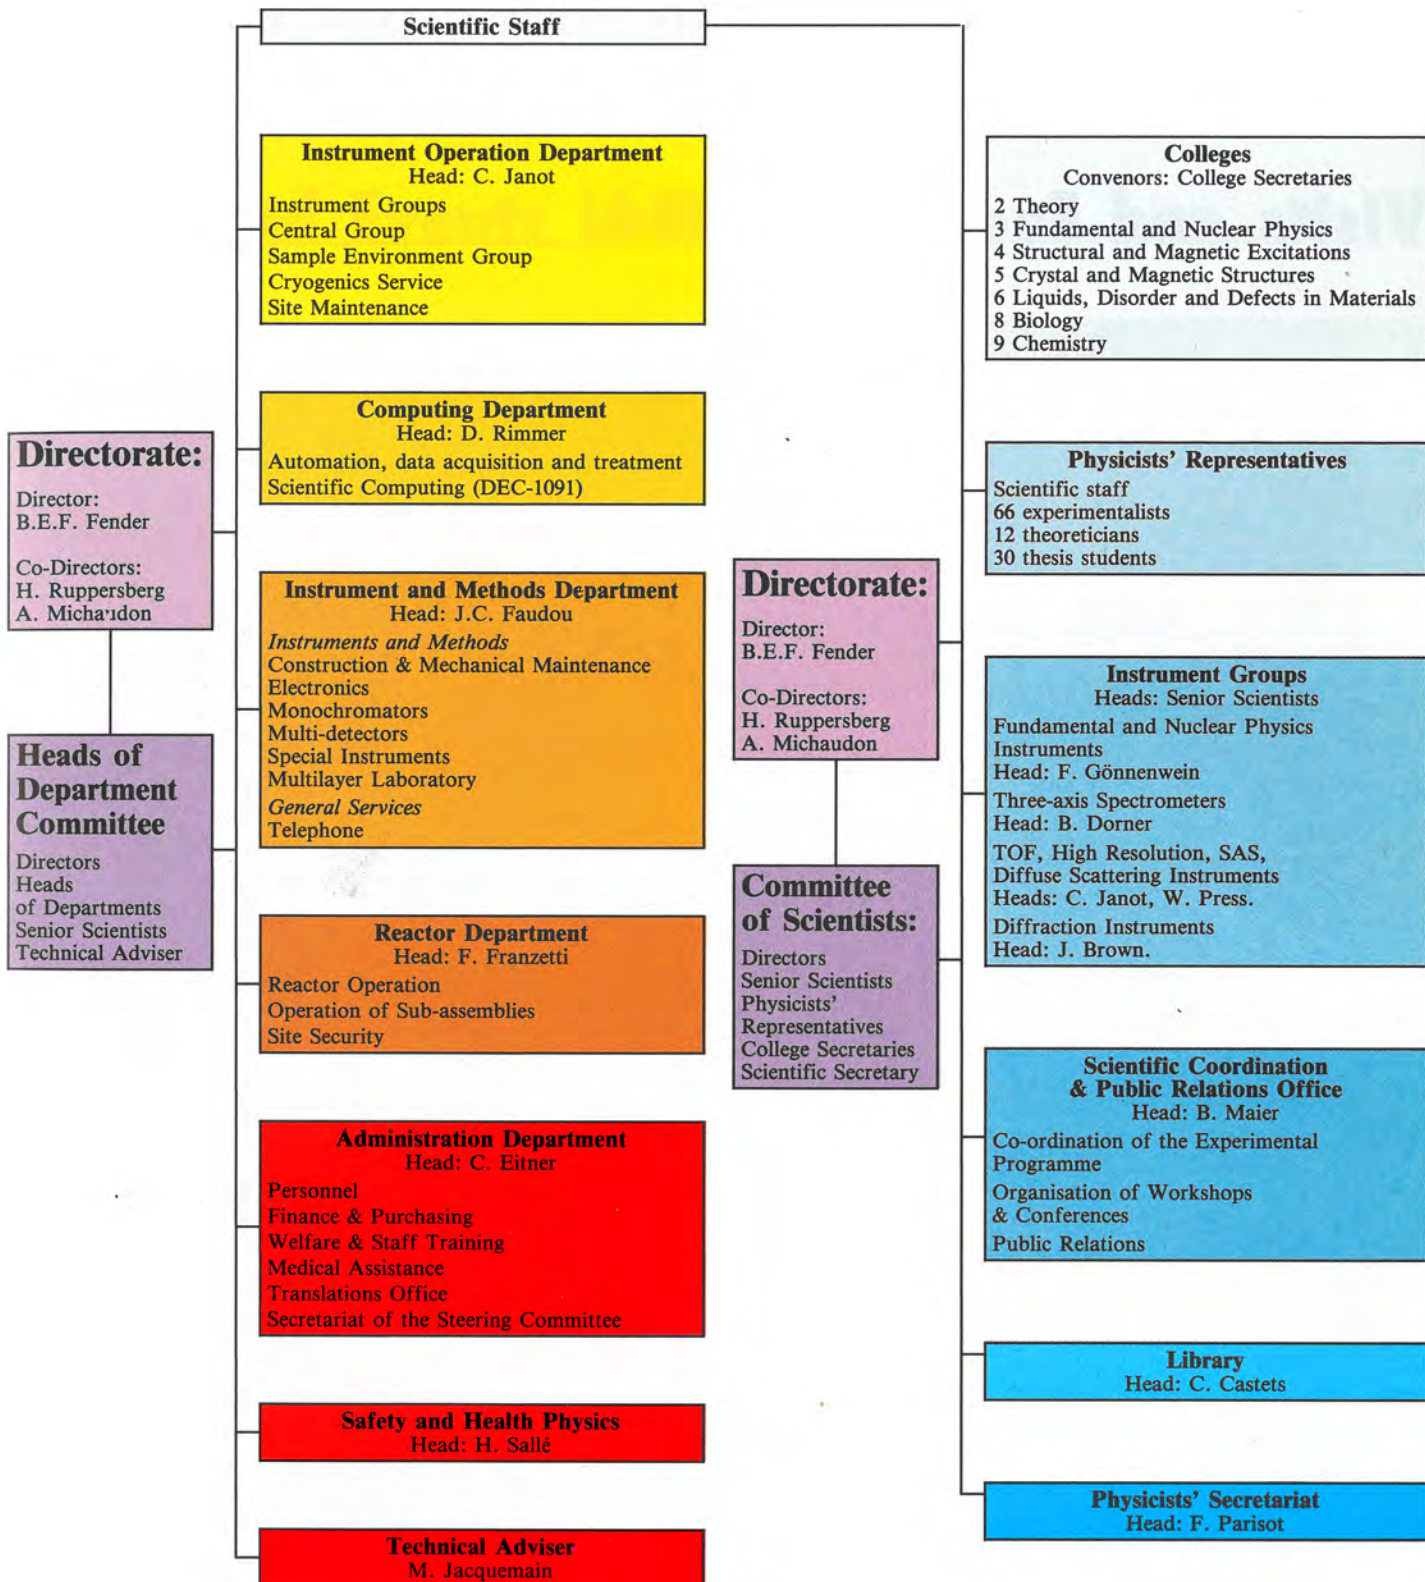 Scientific Staff
Instrument Operation Department
Head: C. Janot
Instrument Groups
Central Group
Sample Environment Group
Cryogenics Service
Site Maintenance
Computing Department
Head: D. Rimmer
Automation, data acquisition and treatment
Scientific Computing (DEC-1091)
Directorate:
Director:
B.E.F. Fender
Co-Directors:
H. Ruppersberg
A. Michaudon
Instrument and Methods Department
Head: J.C. Faudou
Instruments and Methods
Construction & Mechanical Maintenance
Electronics
Monochromators
Multi-detectors
Special Instruments
Multilayer Laboratory
General Services
Telephone
Heads of
Department
Committee
Directors
Heads
of Departments
Senior Scientists
Technical Adviser
Reactor Department
Head: F. Franzetti
Reactor Operation
Operation of Sub-assemblies
Site Security
Administration Department
Head: C. Eitner
Personnel
Finance & Purchasing
Welfare & Staff Training
Medical Assistance
Translations Office
Secretariat of the Steering Committee
Safety and Health Physics
Head: H. Sallé
Technical Adviser
M. Jacquemain
Colleges
Convenors: College Secretaries
2 Theory
3 Fundamental and Nuclear Physics
4 Structural and Magnetic Excitations
5 Crystal and Magnetic Structures
6 Liquids, Disorder and Defects in Materials
8 Biology
9 Chemistry
Physicists' Representatives
Scientific staff
66 experimentalists
12 theoreticians
30 thesis students
Directorate:
Director:
B.E.F. Fender
Co-Directors:
H. Ruppersberg
A. Michaudon
Instrument Groups
Heads: Senior Scientists
Fundamental and Nuclear Physics
Instruments
Head: F. Gönnenwein
Three-axis Spectrometers
Head: B. Dorner
TOF, High Resolution, SAS,
Diffuse Scattering Instruments
Heads: C. Janot, W. Press.
Diffraction Instruments
Head: J. Brown.
Committee
of Scientists:
Directors
Senior Scientists
Physicists'
Representatives
College Secretaries
Scientific Secretary
Scientific Coordination
& Public Relations Office
Head: B. Maier
Co-ordination of the Experimental
Programme
Organisation of Workshops
& Conferences
Public Relations
Library
Head: C. Castets
Physicists' Secretariat
Head: F. Parisot